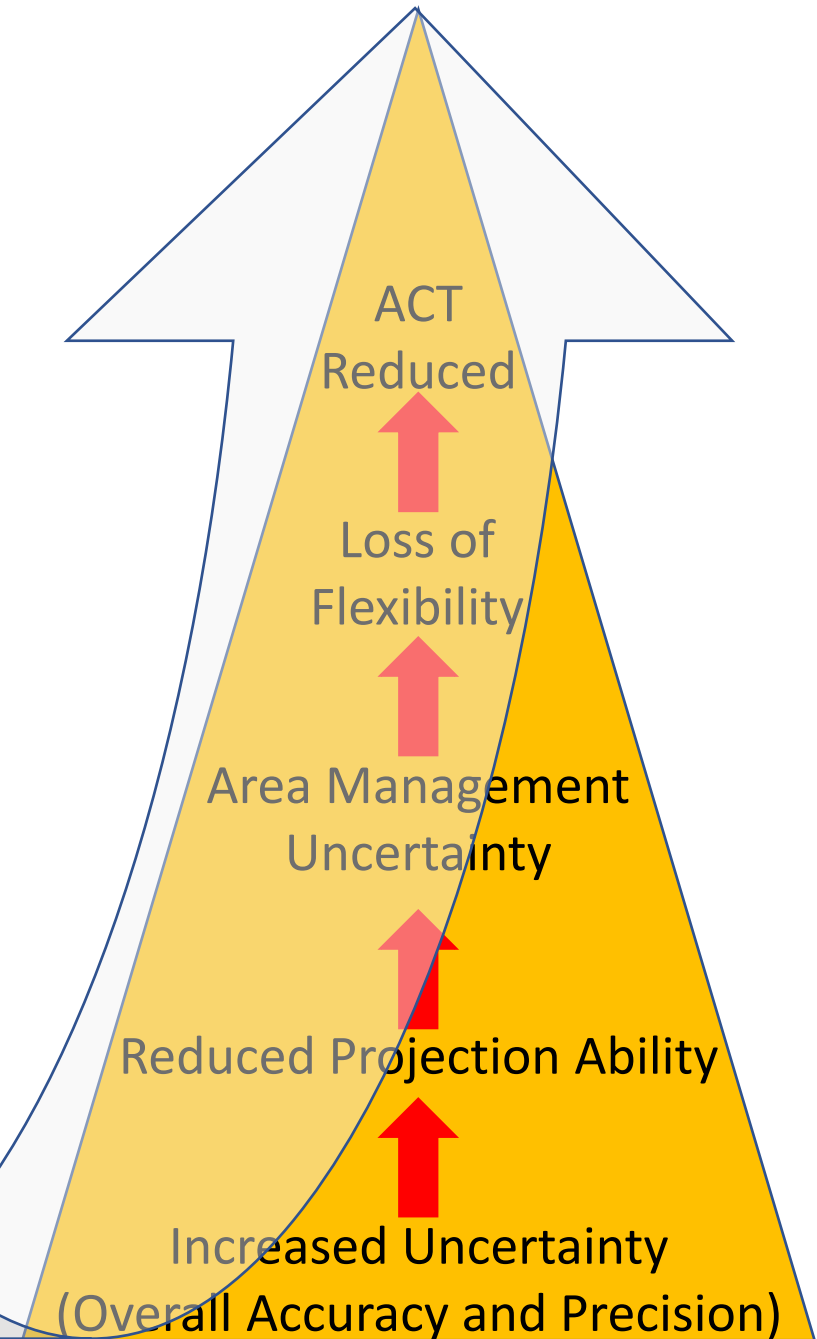 ACT
Reduced
Loss of
Flexibility
Area Management
Uncertainty
Reduced Projection Ability
Increased Uncertainty
(Overall Accuracy and Precision)